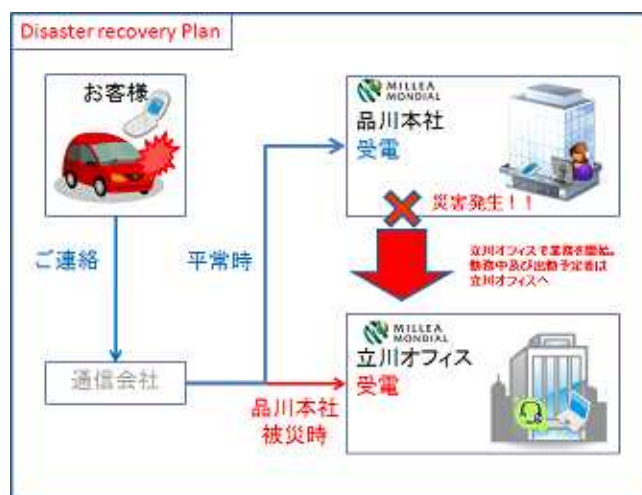 Disaster recovery Plan
お客様
MILLEA
MONDIAL
品川本社
受電
災害発生！！
ご連絡
平常時
立川オフィスで業務を開始。
勤務中及び出勤予定者は
立川オフィスへ
MILLEA
MONDIAL
立川オフィス
受電
通信会社
品川本社
被災時